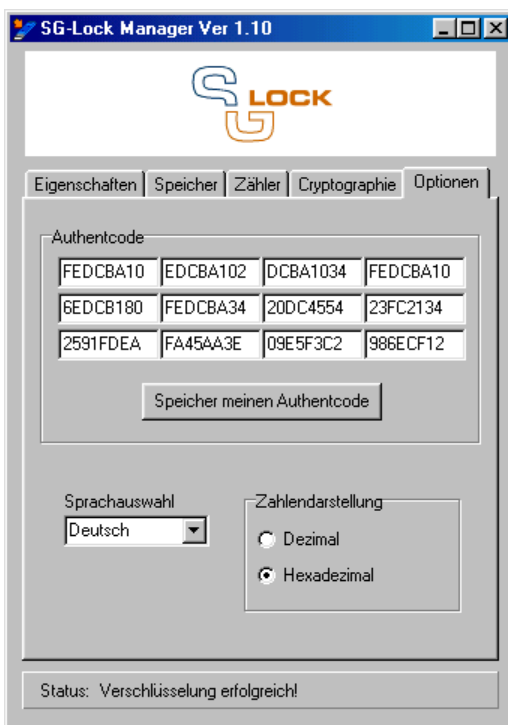 SG-Lock Manager Ver 1.10
SG LOCK
Eigenschaften Speicher Zähler Cryptographie Optionen
Authentcode
FEDCBA10 EDCBA102 DCBA1034 FEDCBA10
6EDCB180 FEDCBA34 20DC4554 23FC2134
2591FDEA FA45AA3E 09E5F3C2 986ECF12
Speicher meinen Authentcode
Sprachauswahl
Deutsch
Zahlendarstellung
Dezimal
Hexadezimal
Status: Verschlüsselung erfolgreich!